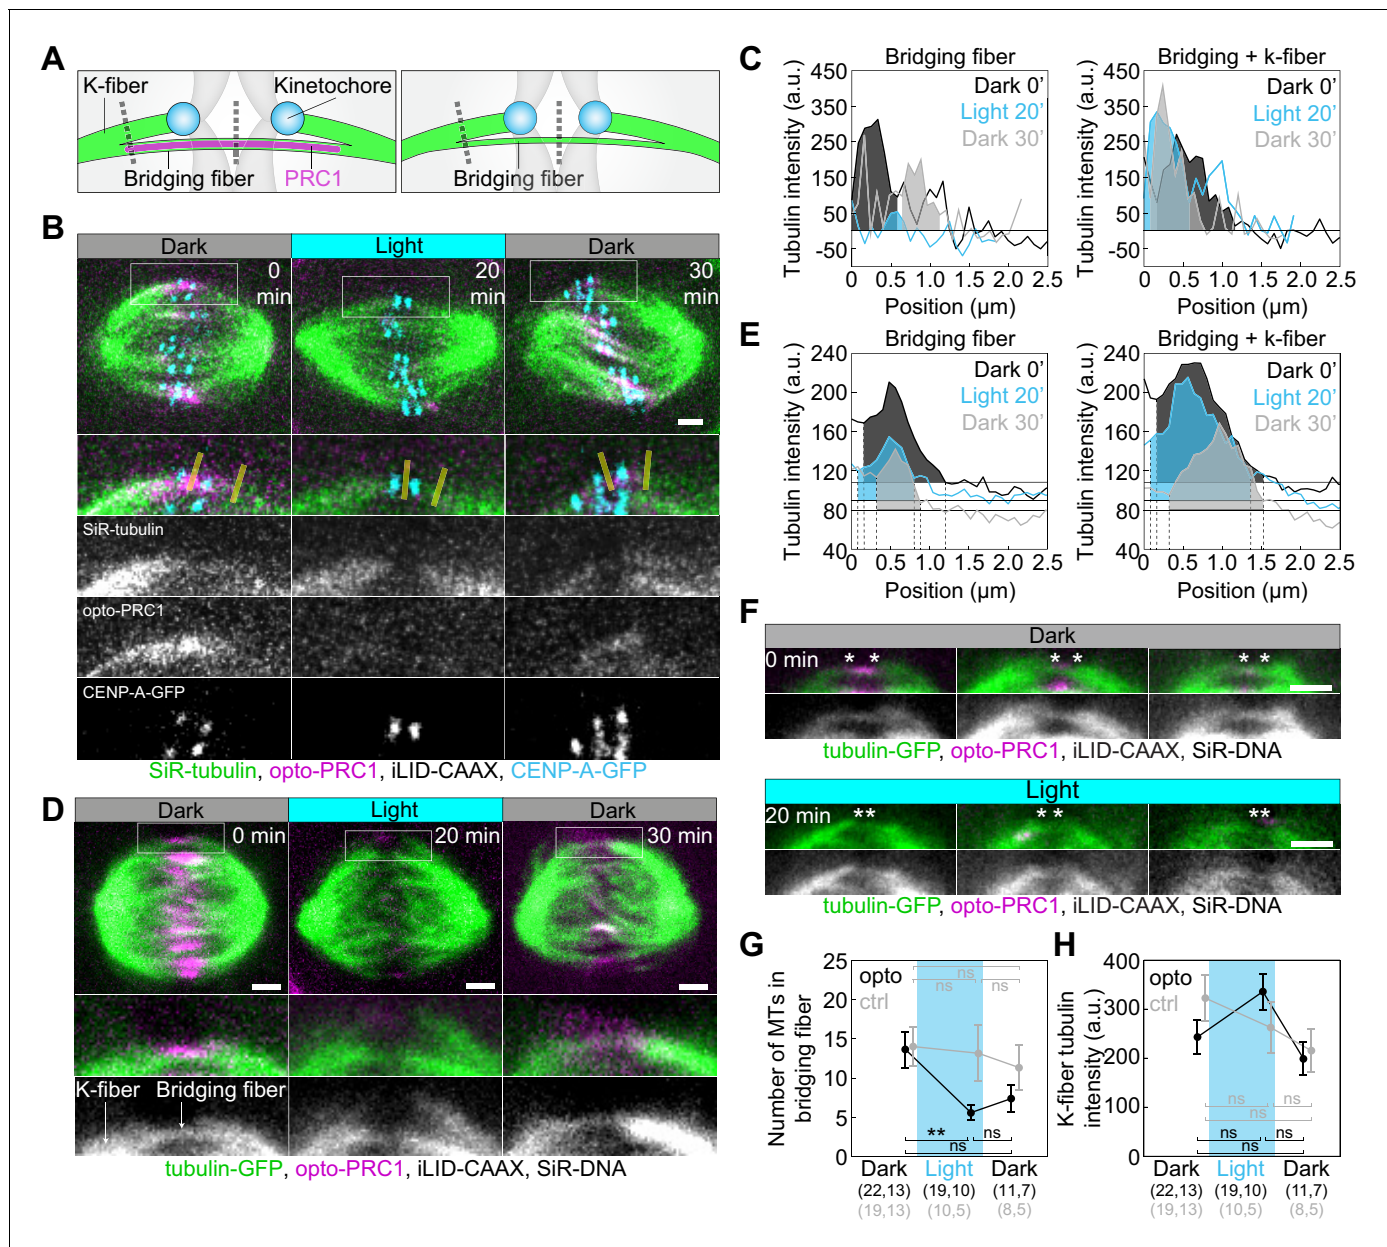 A
K-fiber
Kinetochore
Bridging fiber
PRC1
Bridging fiber
B
Dark
Light
Dark
0 min
20 min
30 min
SiR-tubulin
opto-PRC1
CENP-A-GFP
SiR-tubulin, opto-PRC1, iLID-CAAX, CENP-A-GFP
D
Dark
Light
Dark
0 min
20 min
30 min
K-fiber
Bridging fiber
tubulin-GFP, opto-PRC1, iLID-CAAX, SiR-DNA
C
Bridging fiber
Dark 0'
Light 20'
Dark 30'
Tubulin intensity (a.u.)
450
350
250
150
50
-50
0 0.5 1.0 1.5 2.0 2.5
Position (µm)
Bridging + k-fiber
Dark 0'
Light 20'
Dark 30'
Tubulin intensity (a.u.)
450
350
250
150
50
-50
0 0.5 1.0 1.5 2.0 2.5
Position (µm)
E
Bridging fiber
Dark 0'
Light 20'
Dark 30'
Tubulin intensity (a.u.)
240
200
160
120
80
40
0 0.5 1.0 1.5 2.0 2.5
Position (µm)
Bridging + k-fiber
Dark 0'
Light 20'
Dark 30'
Tubulin intensity (a.u.)
240
200
160
120
80
40
0 0.5 1.0 1.5 2.0 2.5
Position (µm)
F
Dark
0 min
* *
* *
* *
tubulin-GFP, opto-PRC1, iLID-CAAX, SiR-DNA
Light
20 min
**
* *
**
tubulin-GFP, opto-PRC1, iLID-CAAX, SiR-DNA
G
Number of MTs in bridging fiber
25
20
15
10
5
0
opto
ctrl
ns
ns
ns
**
ns
ns
Dark Light Dark
(22,13) (19,10) (11,7)
(19,13) (10,5) (8,5)
H
K-fiber tubulin intensity (a.u.)
400
300
200
100
0
opto
ctrl
ns
ns
ns
ns
ns
ns
Dark Light Dark
(22,13) (19,10) (11,7)
(19,13) (10,5) (8,5)